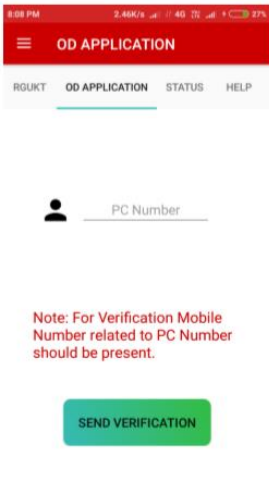 8:08 PM 2.46K/s 4G 27%
OD APPLICATION
RGUKT OD APPLICATION STATUS HELP
PC Number
Note: For Verification Mobile
Number related to PC Number
should be present.
SEND VERIFICATION